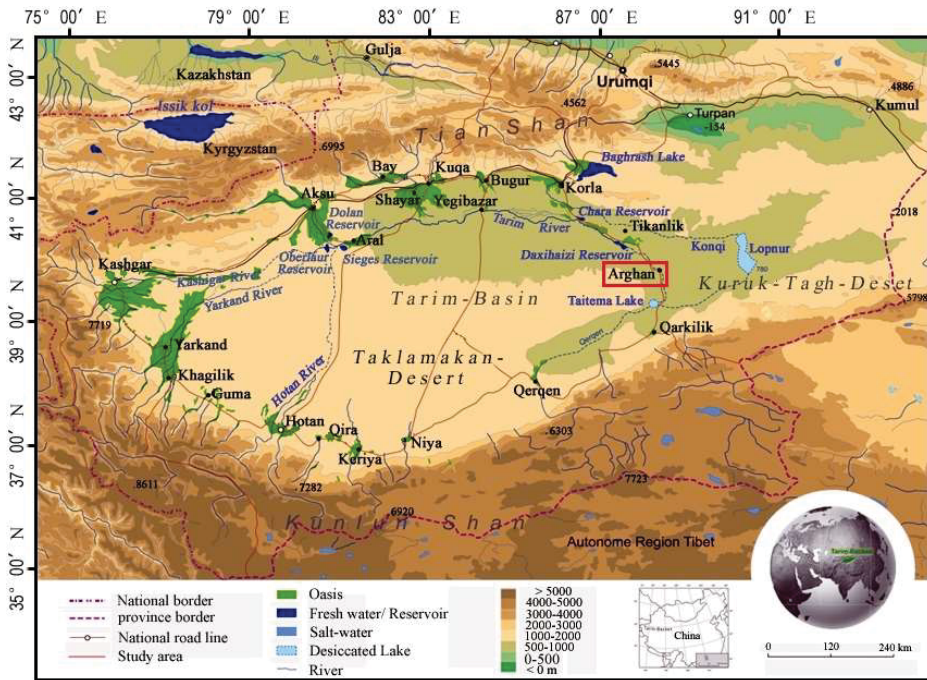 75° 00′ E
79° 00′ E
83° 00′ E
87° 00′ E
91° 00′ E
43° 00′ N
41° 00′ N
39° 00′ N
37° 00′ N
35° 00′ N
Gulja
Kazakhstan
Issik kol
Kyrgyzstan
.6995
.4562
Tian Shan
Urumqi
.5445
.4886
Kumul
Turpan
-154
Baghrash Lake
Bay
Kuqa
Bugur
Korla
Aksu
Shayar
Yegibazar
Dolan
Reservoir
Tarim River
Chara Reservoir
Tikanlik
2018
Aral
Oberlaur
Reservoir
Sieges Reservoir
Daxihaizi Reservoir
Konqi
Lopnur
780
Kashgar
Kashigar River
Yarkand River
Arghan
Kuruk-Tagh-Deset
5798
Tarim-Basin
Taitema Lake
7719
Yarkand
Qerqen
Qarkilik
Taklamakan-
Desert
Khagilik
Guma
Hotan River
Qerqen
Hotan
Qira
Keriya
Niya
.6303
.8611
.7282
.6920
7723
Kunlun Shan
Autonome Region Tibet
National border
province border
National road line
Study area
Oasis
Fresh water/ Reservoir
Salt-water
Desiccated Lake
River
> 5000
4000-5000
3000-4000
2000-3000
1000-2000
500-1000
0-500
< 0 m
China
0 120 240 km